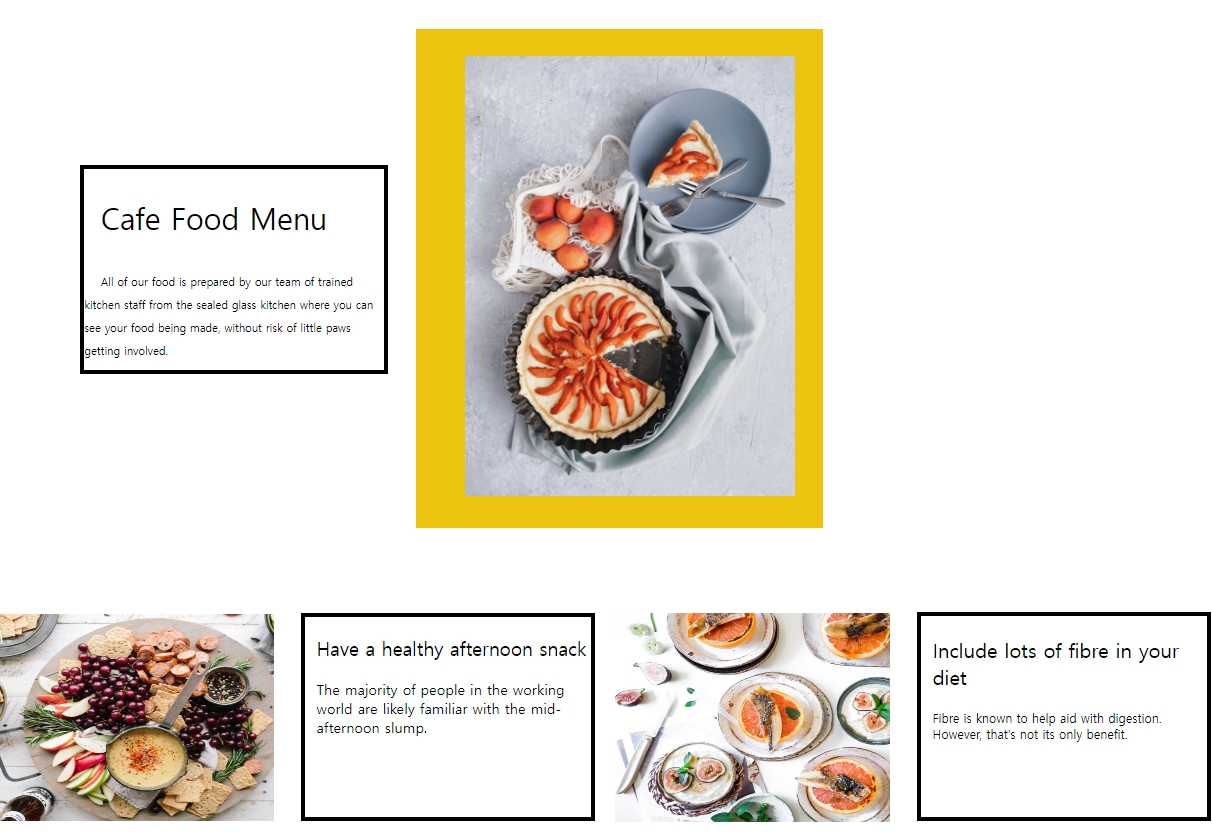 Cafe Food Menu
All of our food is prepared by our team of trained
kitchen staff from the sealed glass kitchen where you can
see your food being made, without risk of little paws
getting involved.
Have a healthy afternoon snack
The majority of people in the working
world are likely familiar with the mid-
afternoon slump.
Include lots of fibre in your
diet
Fibre is known to help aid with digestion.
However, that's not its only benefit.